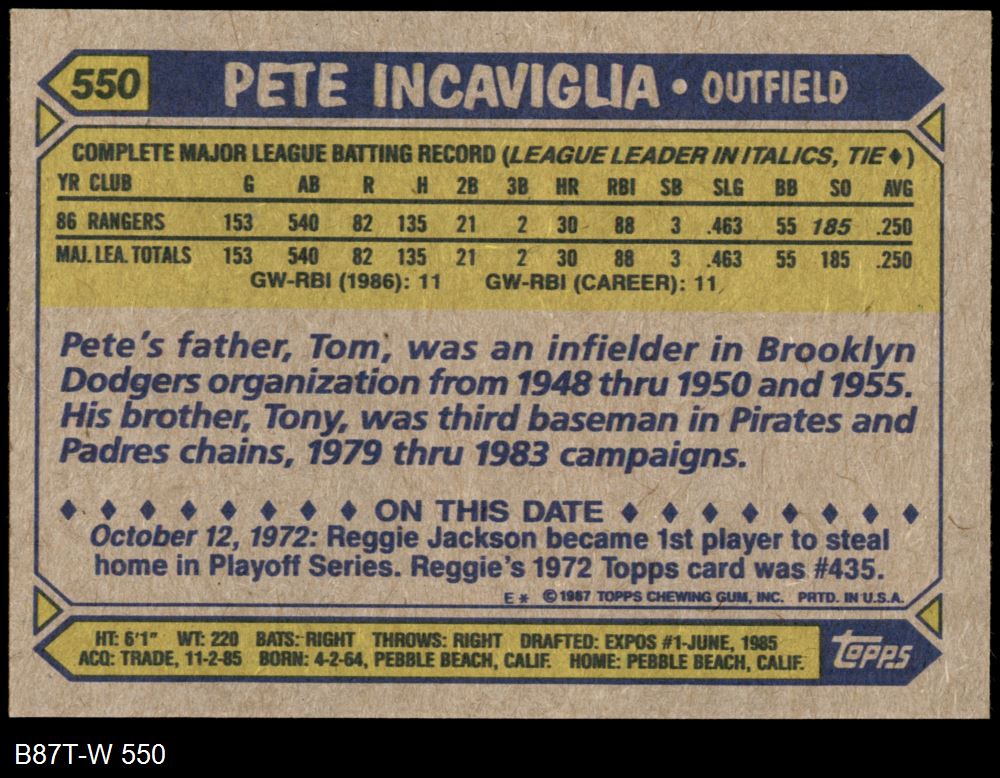 550 PETE INCAVIGLIA • OUTFIELD
COMPLETE MAJOR LEAGUE BATTING RECORD (LEAGUE LEADER IN ITALICS, TIE ♦)
YR CLUB G AB R H 2B 3B HR RBI SB SLG BB SO AVG
86 RANGERS 153 540 82 135 21 2 30 88 3 .463 55 185 .250
MAJ. LEA. TOTALS 153 540 82 135 21 2 30 88 3 .463 55 185 .250
GW-RBI (1986): 11 GW-RBI (CAREER): 11
Pete's father, Tom, was an infielder in Brooklyn
Dodgers organization from 1948 thru 1950 and 1955.
His brother, Tony, was third baseman in Pirates and
Padres chains, 1979 thru 1983 campaigns.
♦ ♦ ♦ ♦ ♦ ♦ ♦ ♦ ON THIS DATE ♦ ♦ ♦ ♦ ♦ ♦ ♦ ♦
October 12, 1972: Reggie Jackson became 1st player to steal
home in Playoff Series. Reggie's 1972 Topps card was #435.
E * ©1987 TOPPS CHEWING GUM, INC. PRTD. IN U.S.A.
HT: 6'1" WT: 220 BATS: RIGHT THROWS: RIGHT DRAFTED: EXPOS #1-JUNE, 1985
ACQ: TRADE, 11-2-85 BORN: 4-2-64, PEBBLE BEACH, CALIF. HOME: PEBBLE BEACH, CALIF.
TOPPS
B87T-W 550